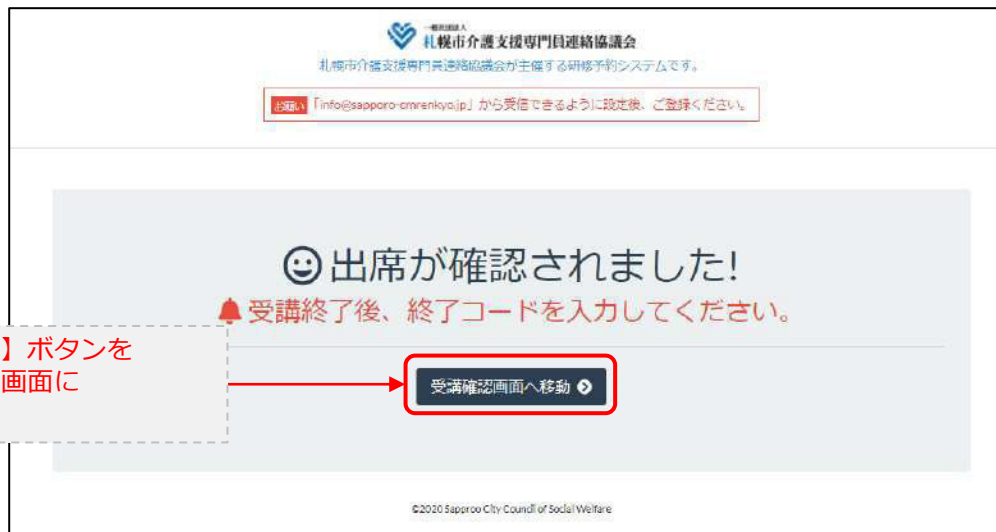 一般社団法人
札幌市介護支援専門員連絡協議会
札幌市介護支援専門員連絡協議会が主催する研修予約システムです。
お願い 「info@sapporo-cmrenkyo.jp」から受信できるように設定後、ご登録ください。
出席が確認されました!
受講終了後、終了コードを入力してください。
】ボタンを
画面に
受講確認画面へ移動
©2020 Sapproo City Council of Social Welfare